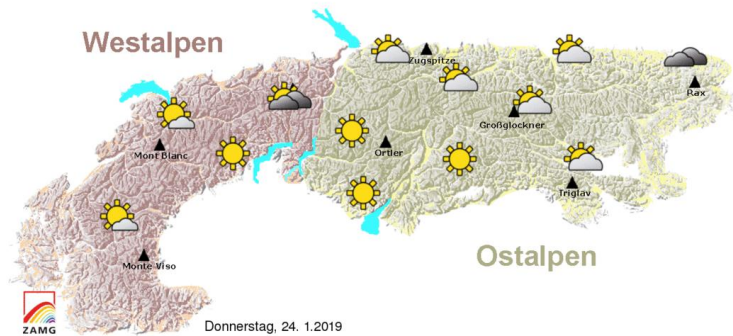 Westalpen
Zugspitze
Rax
Großglockner
Mont Blanc
Ortler
Triglav
Ostalpen
Monte Viso
ZAMG
Donnerstag, 24. 1.2019